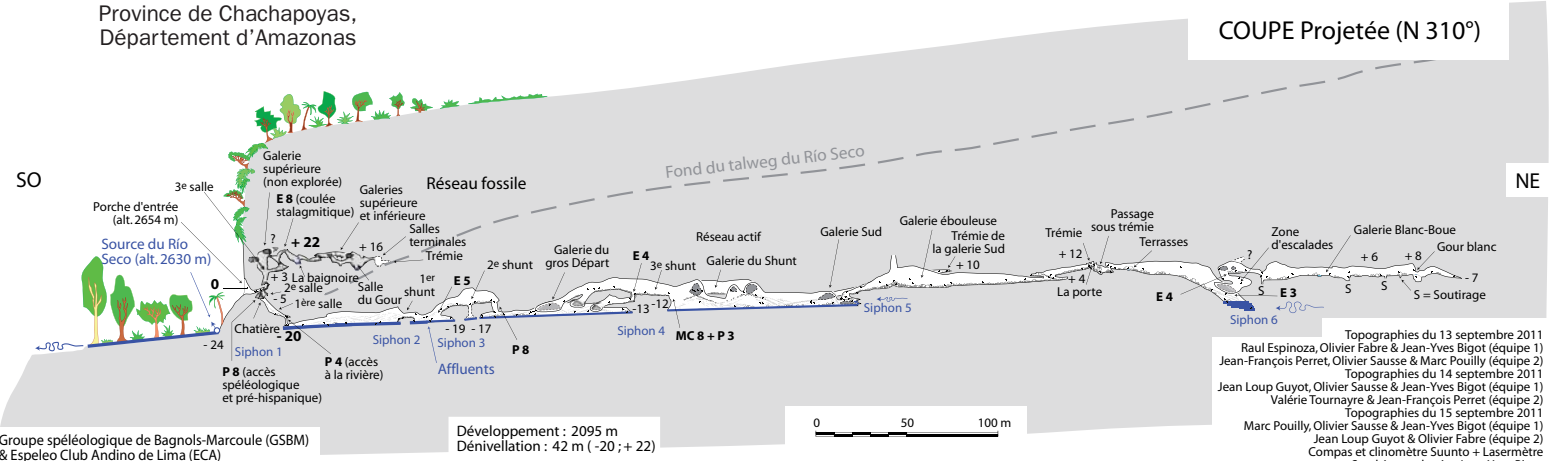 Province de Chachapoyas,
Département d'Amazonas
COUPE Projetée (N 310°)
SO
NE
Fond du talweg du Río Seco
Réseau fossile
Galerie
supérieure
(non explorée)
3e salle
Porche d'entrée
(alt. 2654 m)
Source du Río
Seco (alt. 2630 m)
E 8 (coulée
stalagmitique)
Galeries
supérieure
et inférieure
Salles
terminales
Trémie
?
+ 22
+ 16
+ 3
La baignoire
2e salle
?
- 5
1ère salle
Salle
du Gour
0
Chatière
- 20
- 24
Siphon 1
P 8 (accès
spéléologique
et pré-hispanique)
P 4 (accès
à la rivière)
1er
shunt
E 5
2e shunt
Siphon 2
- 19
- 17
Siphon 3
Affluents
P 8
Galerie du
gros Départ
E 4
3e shunt
Réseau actif
Galerie du Shunt
-13
-12
Siphon 4
MC 8 + P 3
Galerie Sud
Siphon 5
Galerie ébouleuse
Trémie de
la galerie Sud
+ 10
Trémie
+ 12
+ 4
La porte
Passage
sous trémie
Terrasses
?
Zone
d'escalades
E 4
E 3
Siphon 6
Galerie Blanc-Boue
+ 6
+ 8
Gour blanc
- 7
S
S
S
S = Soutirage
Groupe spéléologique de Bagnols-Marcoule (GSBM)
& Espeleo Club Andino de Lima (ECA)
Développement : 2095 m
Dénivellation : 42 m ( -20 ; + 22)
0
50
100 m
Topographies du 13 septembre 2011
Raul Espinoza, Olivier Fabre & Jean-Yves Bigot (équipe 1)
Jean-François Perret, Olivier Sausse & Marc Pouilly (équipe 2)
Topographies du 14 septembre 2011
Jean Loup Guyot, Olivier Sausse & Jean-Yves Bigot (équipe 1)
Valérie Tournayre & Jean-François Perret (équipe 2)
Topographies du 15 septembre 2011
Marc Pouilly, Olivier Sausse & Jean-Yves Bigot (équipe 1)
Jean Loup Guyot & Olivier Fabre (équipe 2)
Compas et clinomètre Suunto + Lasermètre